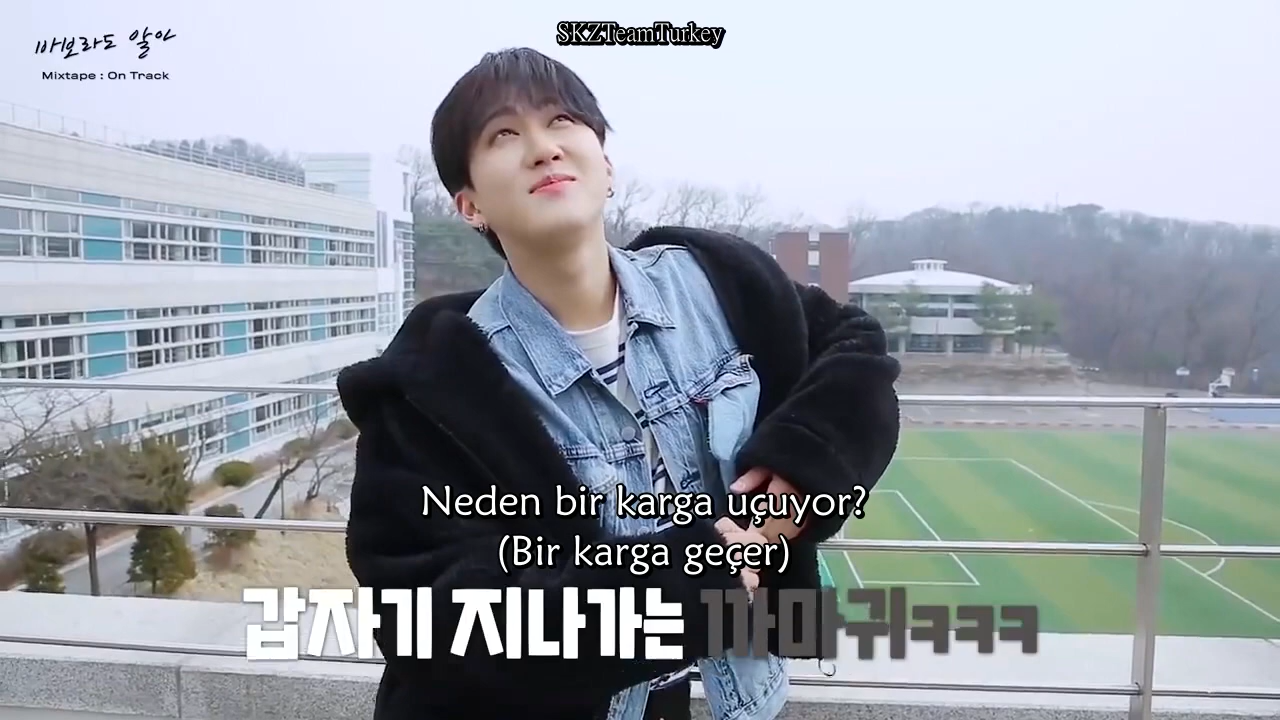 바보라도 알아
Mixtape : On Track
SKZTeamTurkey
Neden bir karga uçuyor?
(Bir karga geçer)
갑자기 지나가는 까마귀ㅋㅋㅋ